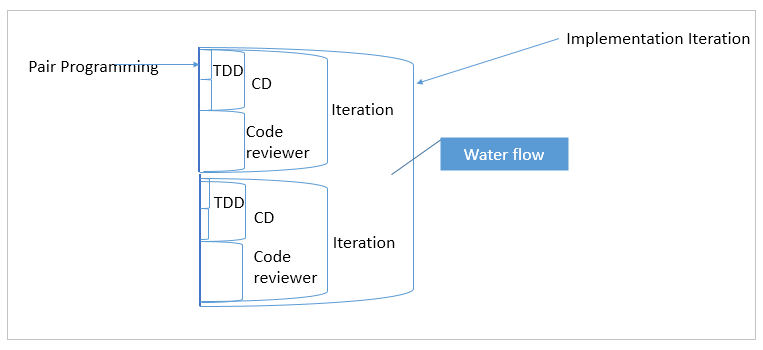 Implementation Iteration
Pair Programming
TDD
CD
Iteration
Code
reviewer
Water flow
TDD
CD
Iteration
Code
reviewer